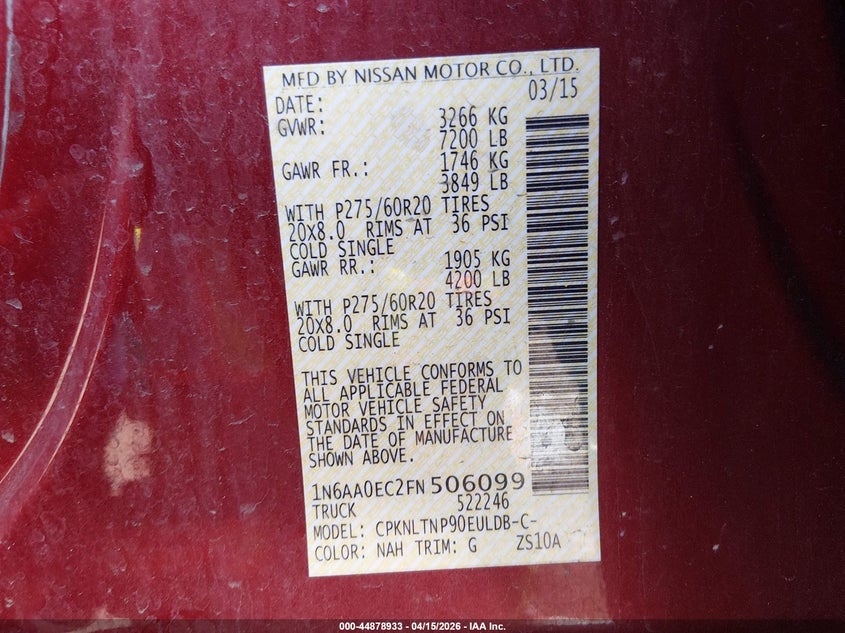 MFD BY NISSAN MOTOR CO., LTD.
DATE: 03/15
GVWR: 3266 KG
7200 LB
GAWR FR.: 1746 KG
3849 LB
WITH P275/60R20 TIRES
20x8.0 RIMS AT 36 PSI
COLD SINGLE
GAWR RR.: 1905 KG
4200 LB
WITH P275/60R20 TIRES
20x8.0 RIMS AT 36 PSI
COLD SINGLE
THIS VEHICLE CONFORMS TO
ALL APPLICABLE FEDERAL
MOTOR VEHICLE SAFETY
STANDARDS IN EFFECT ON
THE DATE OF MANUFACTURE
SHOWN ABOVE.
1N6AA0EC2FN506099
TRUCK 522246
MODEL: CPKNLTNP90EULDB-C-
COLOR: NAH TRIM: G ZS10A
000-44878933 - 04/15/2026 - IAA Inc.